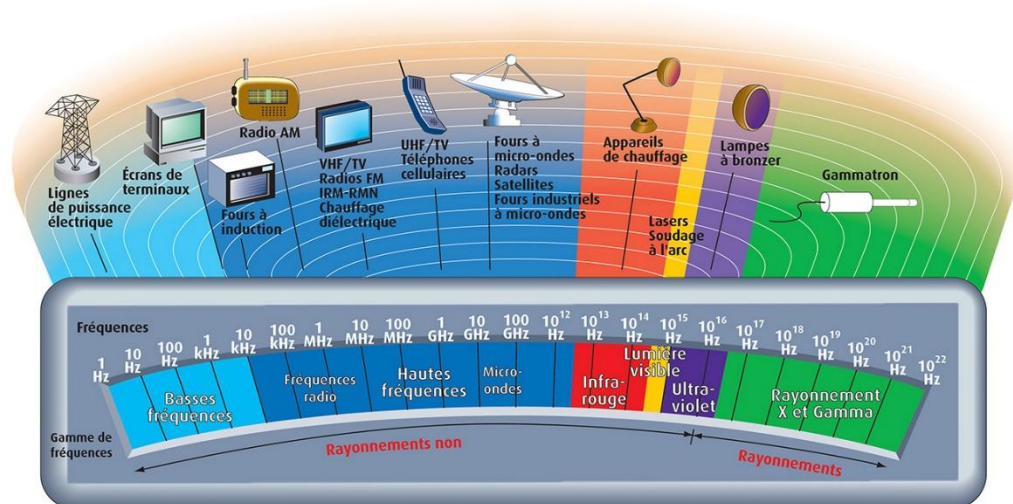 Lignes
de puissance
électrique
Écrans de
terminaux
Radio AM
Fours à
induction
VHF/TV
Radios FM
IRM-RMN
Chauffage
diélectrique
UHF/TV
Téléphones
cellulaires
Fours à
micro-ondes
Radars
Satellites
Fours industriels
à micro-ondes
Appareils
de chauffage
Lasers
Soudage
à l'arc
Lampes
à bronzer
Gammatron
Fréquences
1 Hz
10 Hz
100 Hz
1 kHz
10 kHz
100 kHz
1 MHz
10 MHz
100 MHz
1 GHz
10 GHz
100 GHz
10¹² Hz
10¹³ Hz
10¹⁴ Hz
10¹⁵ Hz
10¹⁶ Hz
10¹⁷ Hz
10¹⁸ Hz
10¹⁹ Hz
10²⁰ Hz
10²¹ Hz
10²² Hz
Gamme de
fréquences
Basses
fréquences
Fréquences
radio
Hautes
fréquences
Micro-
ondes
Infra-
rouge
Lumière
visible
Ultra-
violet
Rayonnement
X et Gamma
Rayonnements non
Rayonnements